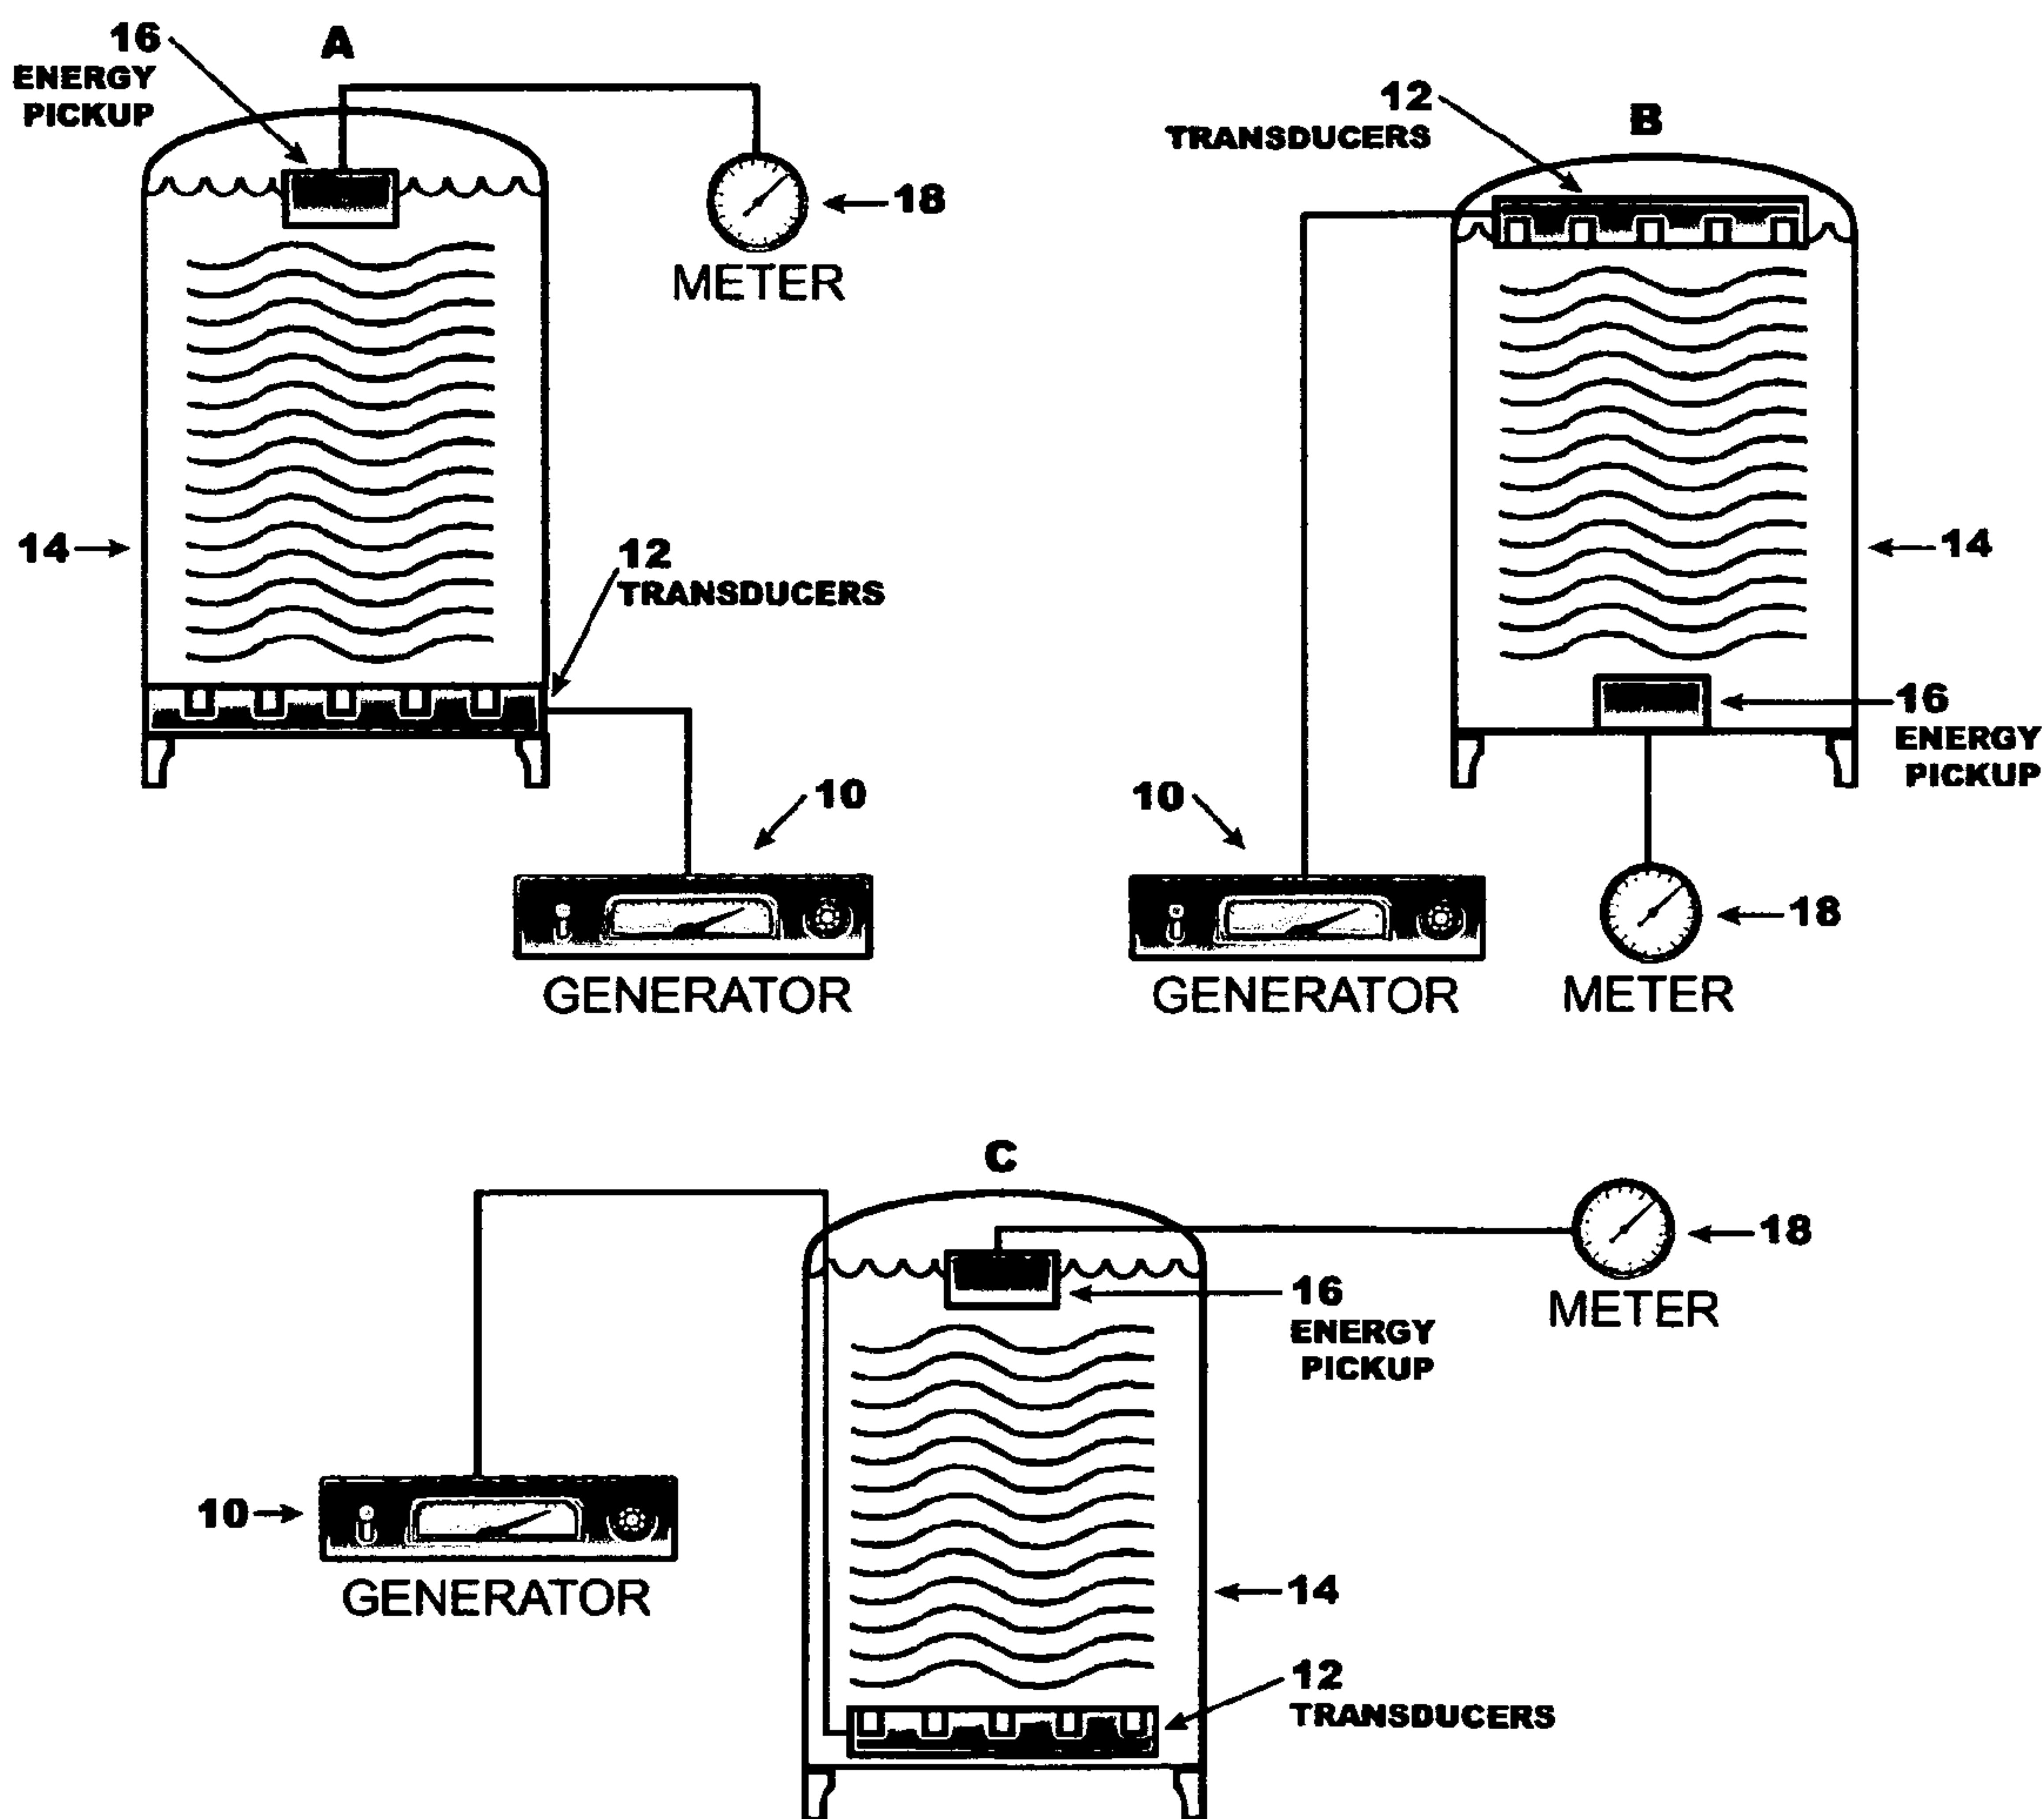 A
16
ENERGY
PICKUP
18
METER
14
12
TRANSDUCERS
10
GENERATOR
B
12
TRANSDUCERS
14
16
ENERGY
PICKUP
10
GENERATOR
18
METER
C
18
METER
16
ENERGY
PICKUP
10
GENERATOR
14
12
TRANSDUCERS